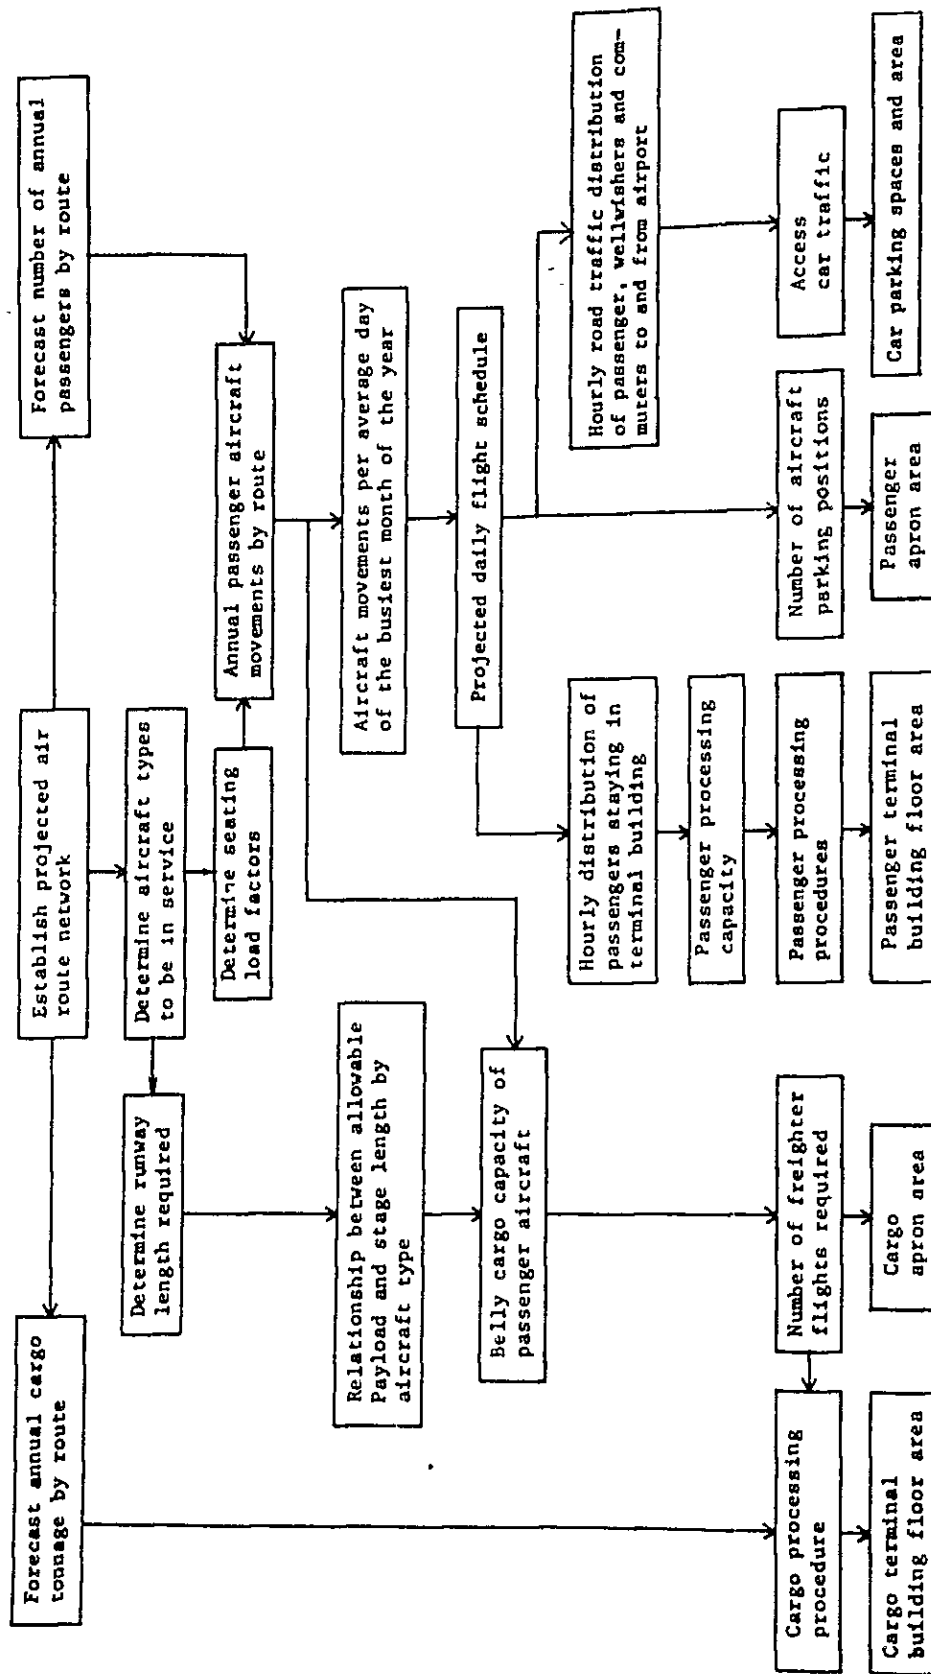 Forecast annual cargo
tonnage by route
Establish projected air
route network
Forecast number of annual
passengers by route
Determine runway
length required
Determine aircraft types
to be in service
Determine seating
load factors
Annual passenger aircraft
movements by route
Relationship between allowable
Payload and stage length by
aircraft type
Aircraft movements per average day
of the busiest month of the year
Belly cargo capacity of
passenger aircraft
Projected daily flight schedule
Hourly distribution of
passengers staying in
terminal building
Hourly road traffic distribution
of passenger, wellwishers and com-
muters to and from airport
Passenger processing
capacity
Cargo processing
procedure
Number of freighter
flights required
Passenger processing
procedures
Number of aircraft
parking positions
Access
car traffic
Cargo terminal
building floor area
Cargo
apron area
Passenger terminal
building floor area
Passenger
apron area
Car parking spaces and area